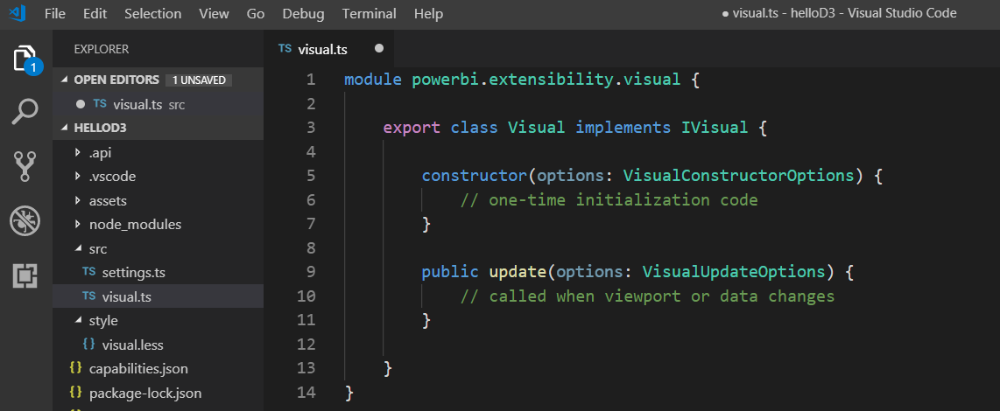 File Edit Selection View Go Debug Terminal Help ● visual.ts - helloD3 - Visual Studio Code
1
EXPLORER
OPEN EDITORS 1 UNSAVED
TS visual.ts src
HELLOD3
.api
.vscode
assets
node_modules
src
TS settings.ts
TS visual.ts
style
{} visual.less
{} capabilities.json
{} package-lock.json
TS visual.ts ●
1 module powerbi.extensibility.visual {
2
3     export class Visual implements IVisual {
4
5         constructor(options: VisualConstructorOptions) {
6             // one-time initialization code
7         }
8
9         public update(options: VisualUpdateOptions) {
10             // called when viewport or data changes
11         }
12
13     }
14 }